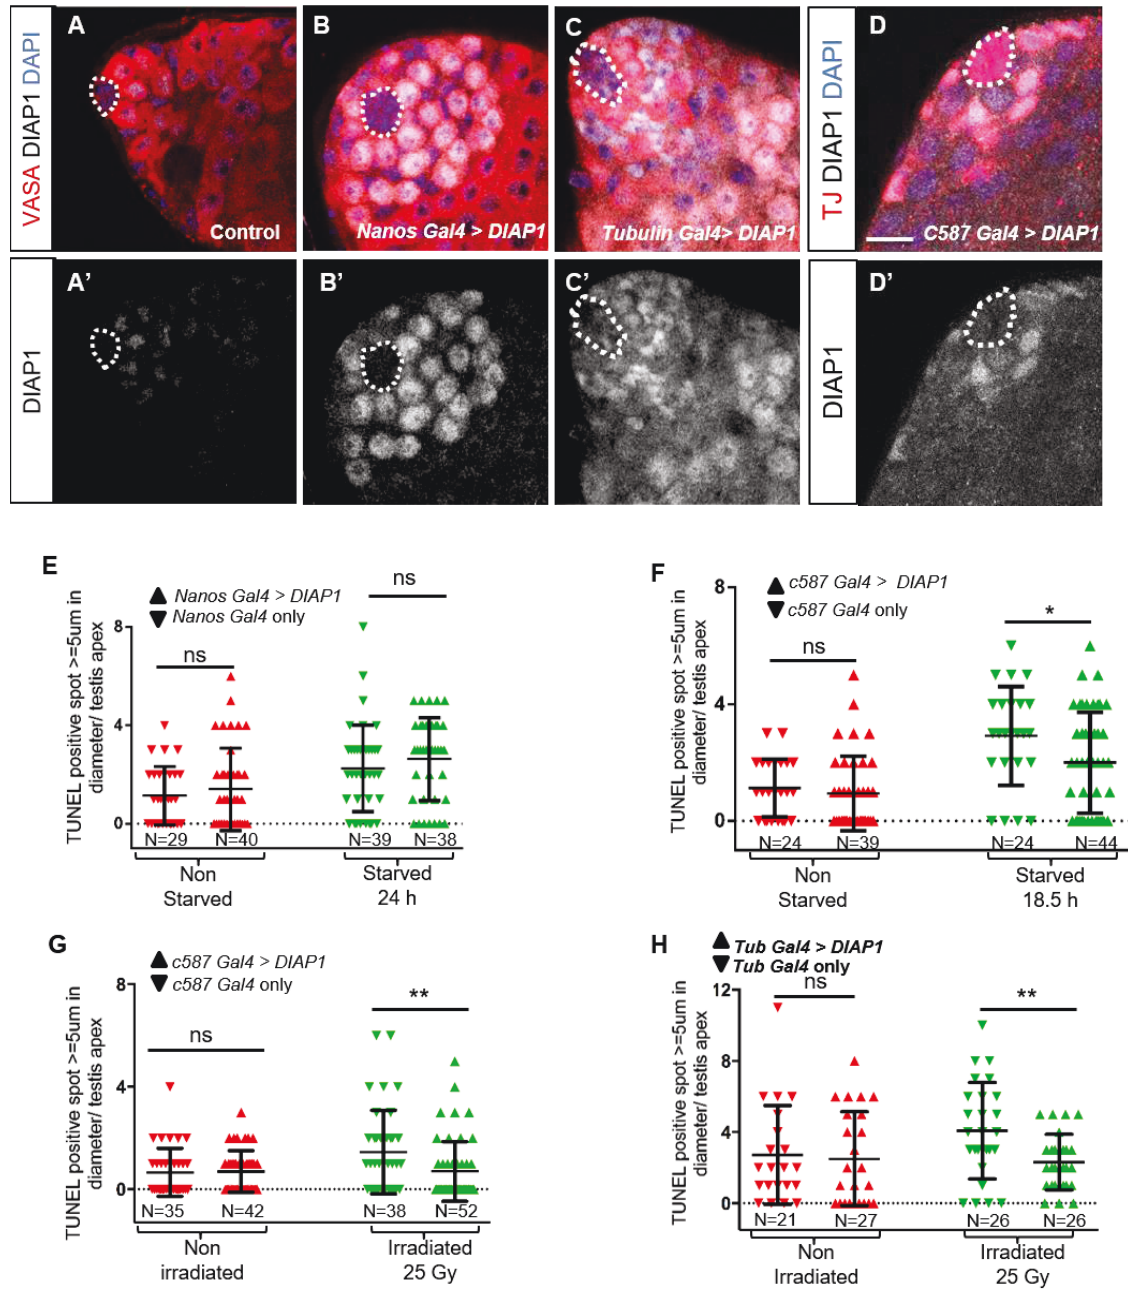 VASA DIAP1 DAPI
A
Control
B
Nanos Gal4 > DIAP1
C
Tubulin Gal4> DIAP1
TJ DIAP1 DAPI
D
C587 Gal4 > DIAP1
DIAP1
A'
B'
C'
DIAP1
D'
E
Nanos Gal4 > DIAP1
Nanos Gal4 only
TUNEL positive spot >=5um in
diameter/ testis apex
8
4
0
ns
ns
N=29
N=40
N=39
N=38
Non
Starved
Starved
24 h
F
c587 Gal4 > DIAP1
c587 Gal4 only
TUNEL positive spot >=5um in
diameter/ testis apex
8
4
0
ns
*
N=24
N=39
N=24
N=44
Non
Starved
Starved
18.5 h
G
c587 Gal4 > DIAP1
c587 Gal4 only
TUNEL positive spot >=5um in
diameter/ testis apex
8
4
0
ns
**
N=35
N=42
N=38
N=52
Non
irradiated
Irradiated
25 Gy
H
Tub Gal4 > DIAP1
Tub Gal4 only
TUNEL positive spot >=5um in
diameter/ testis apex
12
8
4
0
ns
**
N=21
N=27
N=26
N=26
Non
Irradiated
Irradiated
25 Gy